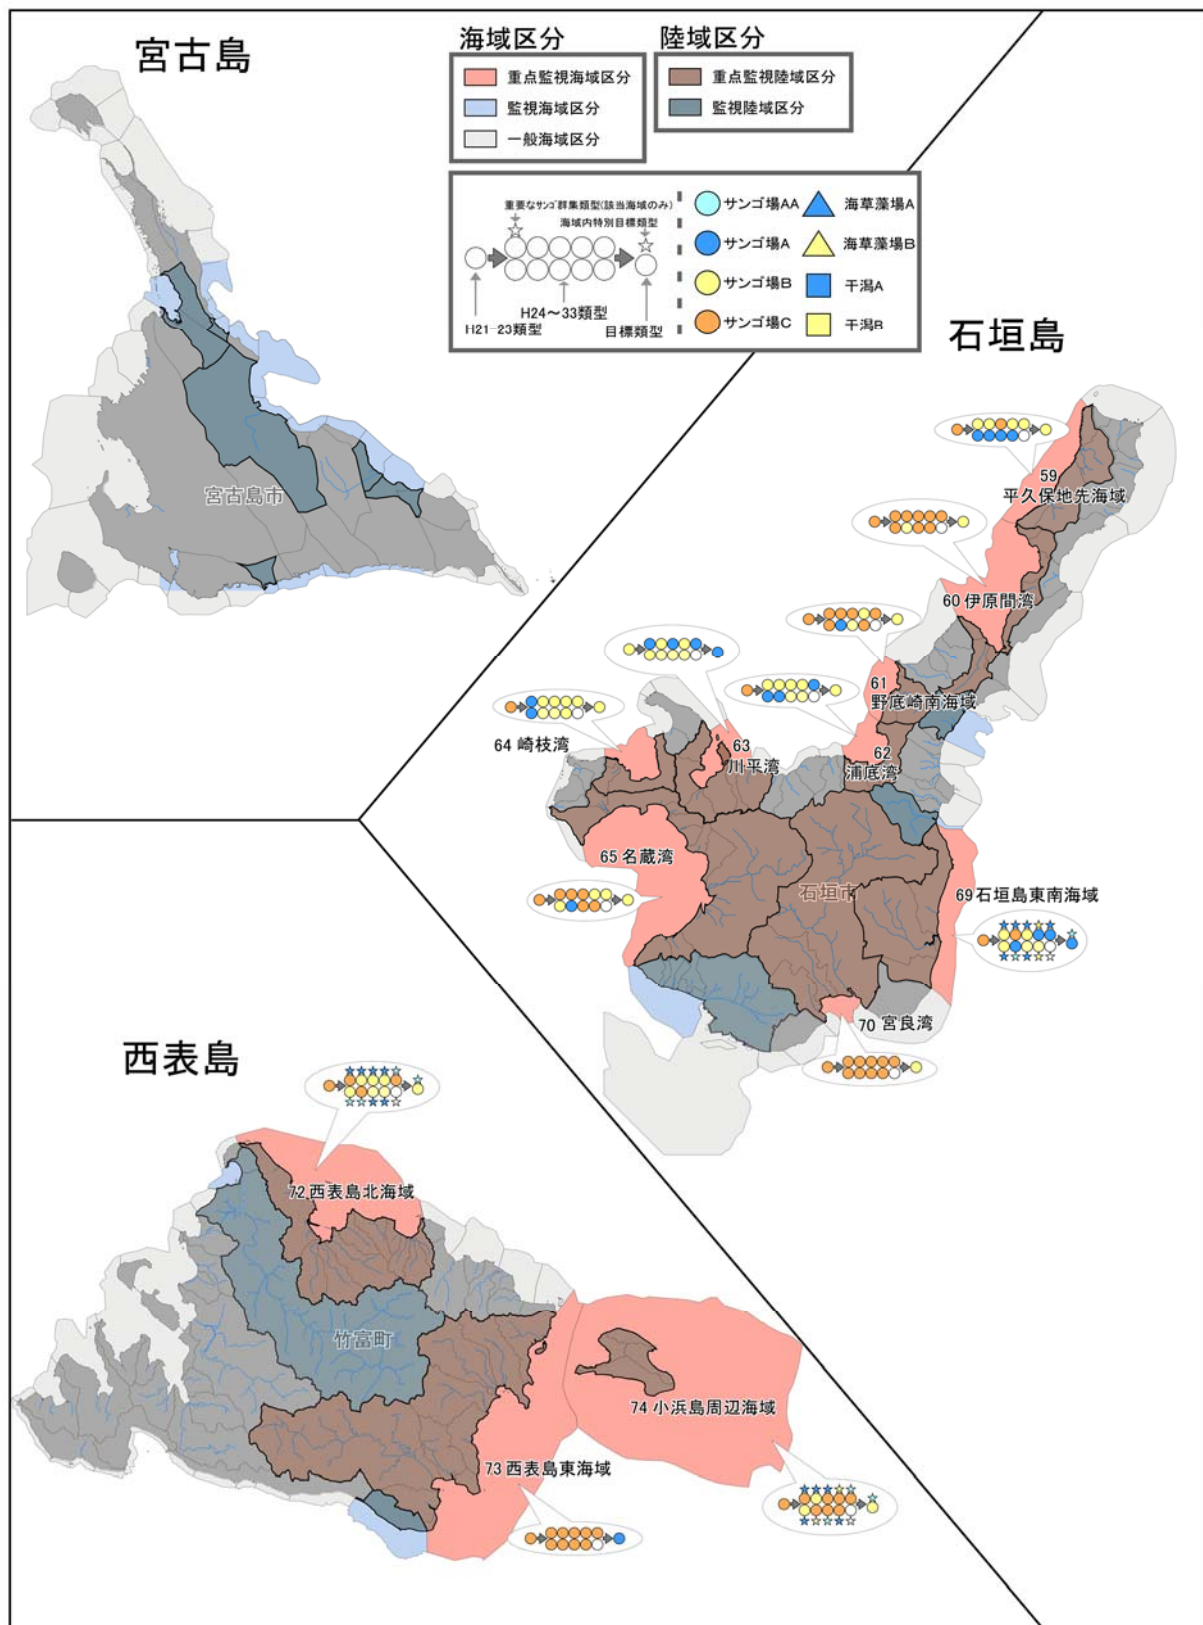 宮古島
海域区分
重点監視海域区分
監視海域区分
一般海域区分
陸域区分
重点監視陸域区分
監視陸域区分
重要なサンゴ群集類型(該当海域のみ)
海域内特別目標類型
H24～33類型
H21-23類型
目標類型
サンゴ場AA
海草藻場A
サンゴ場A
海草藻場B
サンゴ場B
干潟A
サンゴ場C
干潟B
宮古島市
石垣島
59
平久保地先海域
60 伊原間湾
61
野底崎南海域
62
浦底湾
63
川平湾
64 崎枝湾
65 名蔵湾
石垣市
69 石垣島東南海域
70 宮良湾
西表島
72 西表島北海域
竹富町
74 小浜島周辺海域
73 西表島東海域